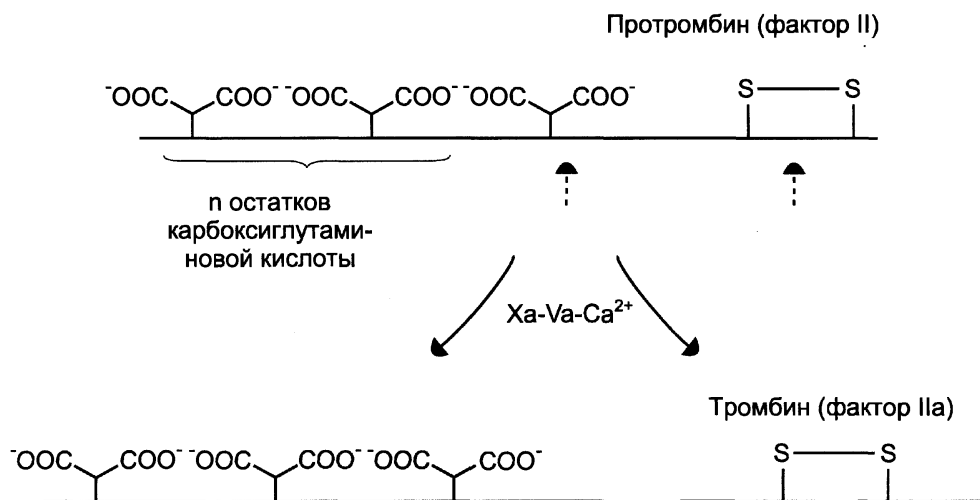 Протромбин (фактор II)
⁻OOC COO⁻ ⁻OOC COO⁻ ⁻OOC COO⁻ S S
n остатков
карбоксиглутами-
новой кислоты
Xa-Va-Ca²⁺
Тромбин (фактор IIa)
⁻OOC COO⁻ ⁻OOC COO⁻ ⁻OOC COO⁻ S S